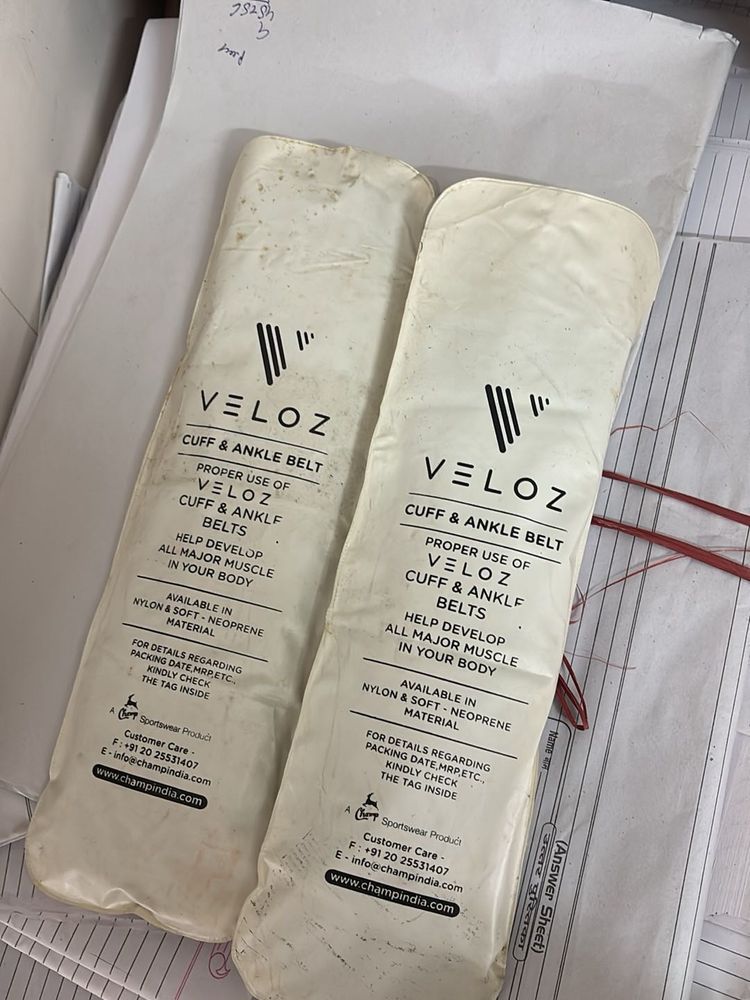 VELOZ
CUFF & ANKLE BELT
PROPER USE OF
VELOZ
CUFF & ANKLE
BELTS
HELP DEVELOP
ALL MAJOR MUSCLE
IN YOUR BODY
AVAILABLE IN
NYLON & SOFT - NEOPRENE
MATERIAL
FOR DETAILS REGARDING
PACKING DATE,MRP,ETC.,
KINDLY CHECK
THE TAG INSIDE
A Champ Sportswear Product
Customer Care -
F : +91 20 25531407
E - info@champindia.com
www.champindia.com
VELOZ
CUFF & ANKLE BELT
PROPER USE OF
VELOZ
CUFF & ANKLE
BELTS
HELP DEVELOP
ALL MAJOR MUSCLE
IN YOUR BODY
AVAILABLE IN
NYLON & SOFT - NEOPRENE
MATERIAL
FOR DETAILS REGARDING
PACKING DATE,MRP,ETC.,
KINDLY CHECK
THE TAG INSIDE
A Champ Sportswear Product
Customer Care -
F : +91 20 25531407
E - info@champindia.com
www.champindia.com
Name
(Answer Sheet)